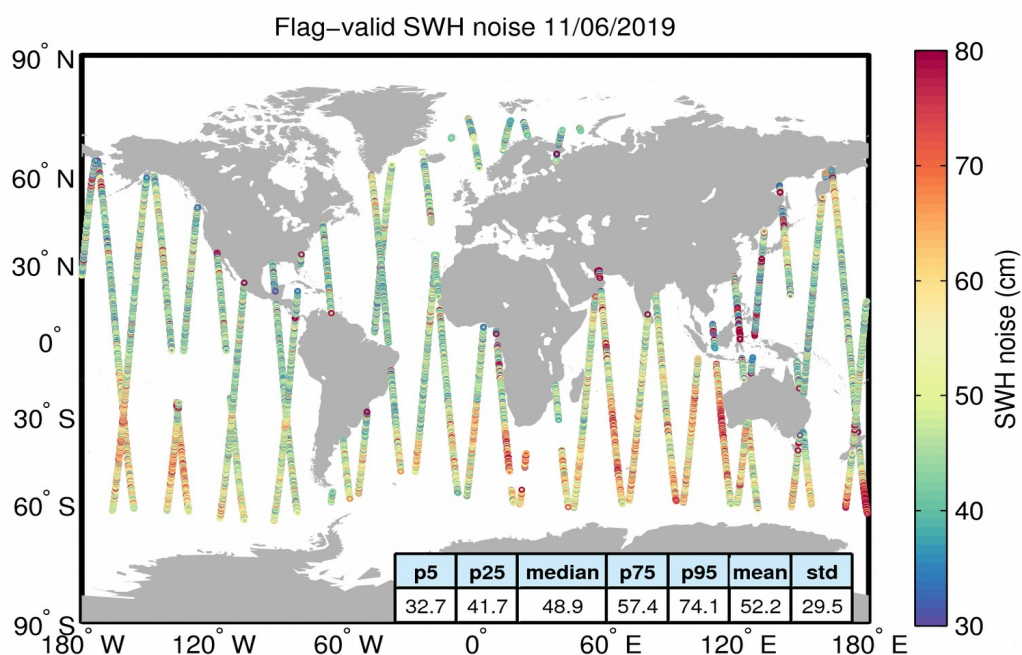 Flag−valid SWH noise 11/06/2019
90° N
60° N
30° N
0°
30° S
60° S
90° S
180° W
120° W
60° W
0°
60° E
120° E
180° E
p5 p25 median p75 p95 mean std
32.7 41.7 48.9 57.4 74.1 52.2 29.5
80
70
60
50
40
30
SWH noise (cm)